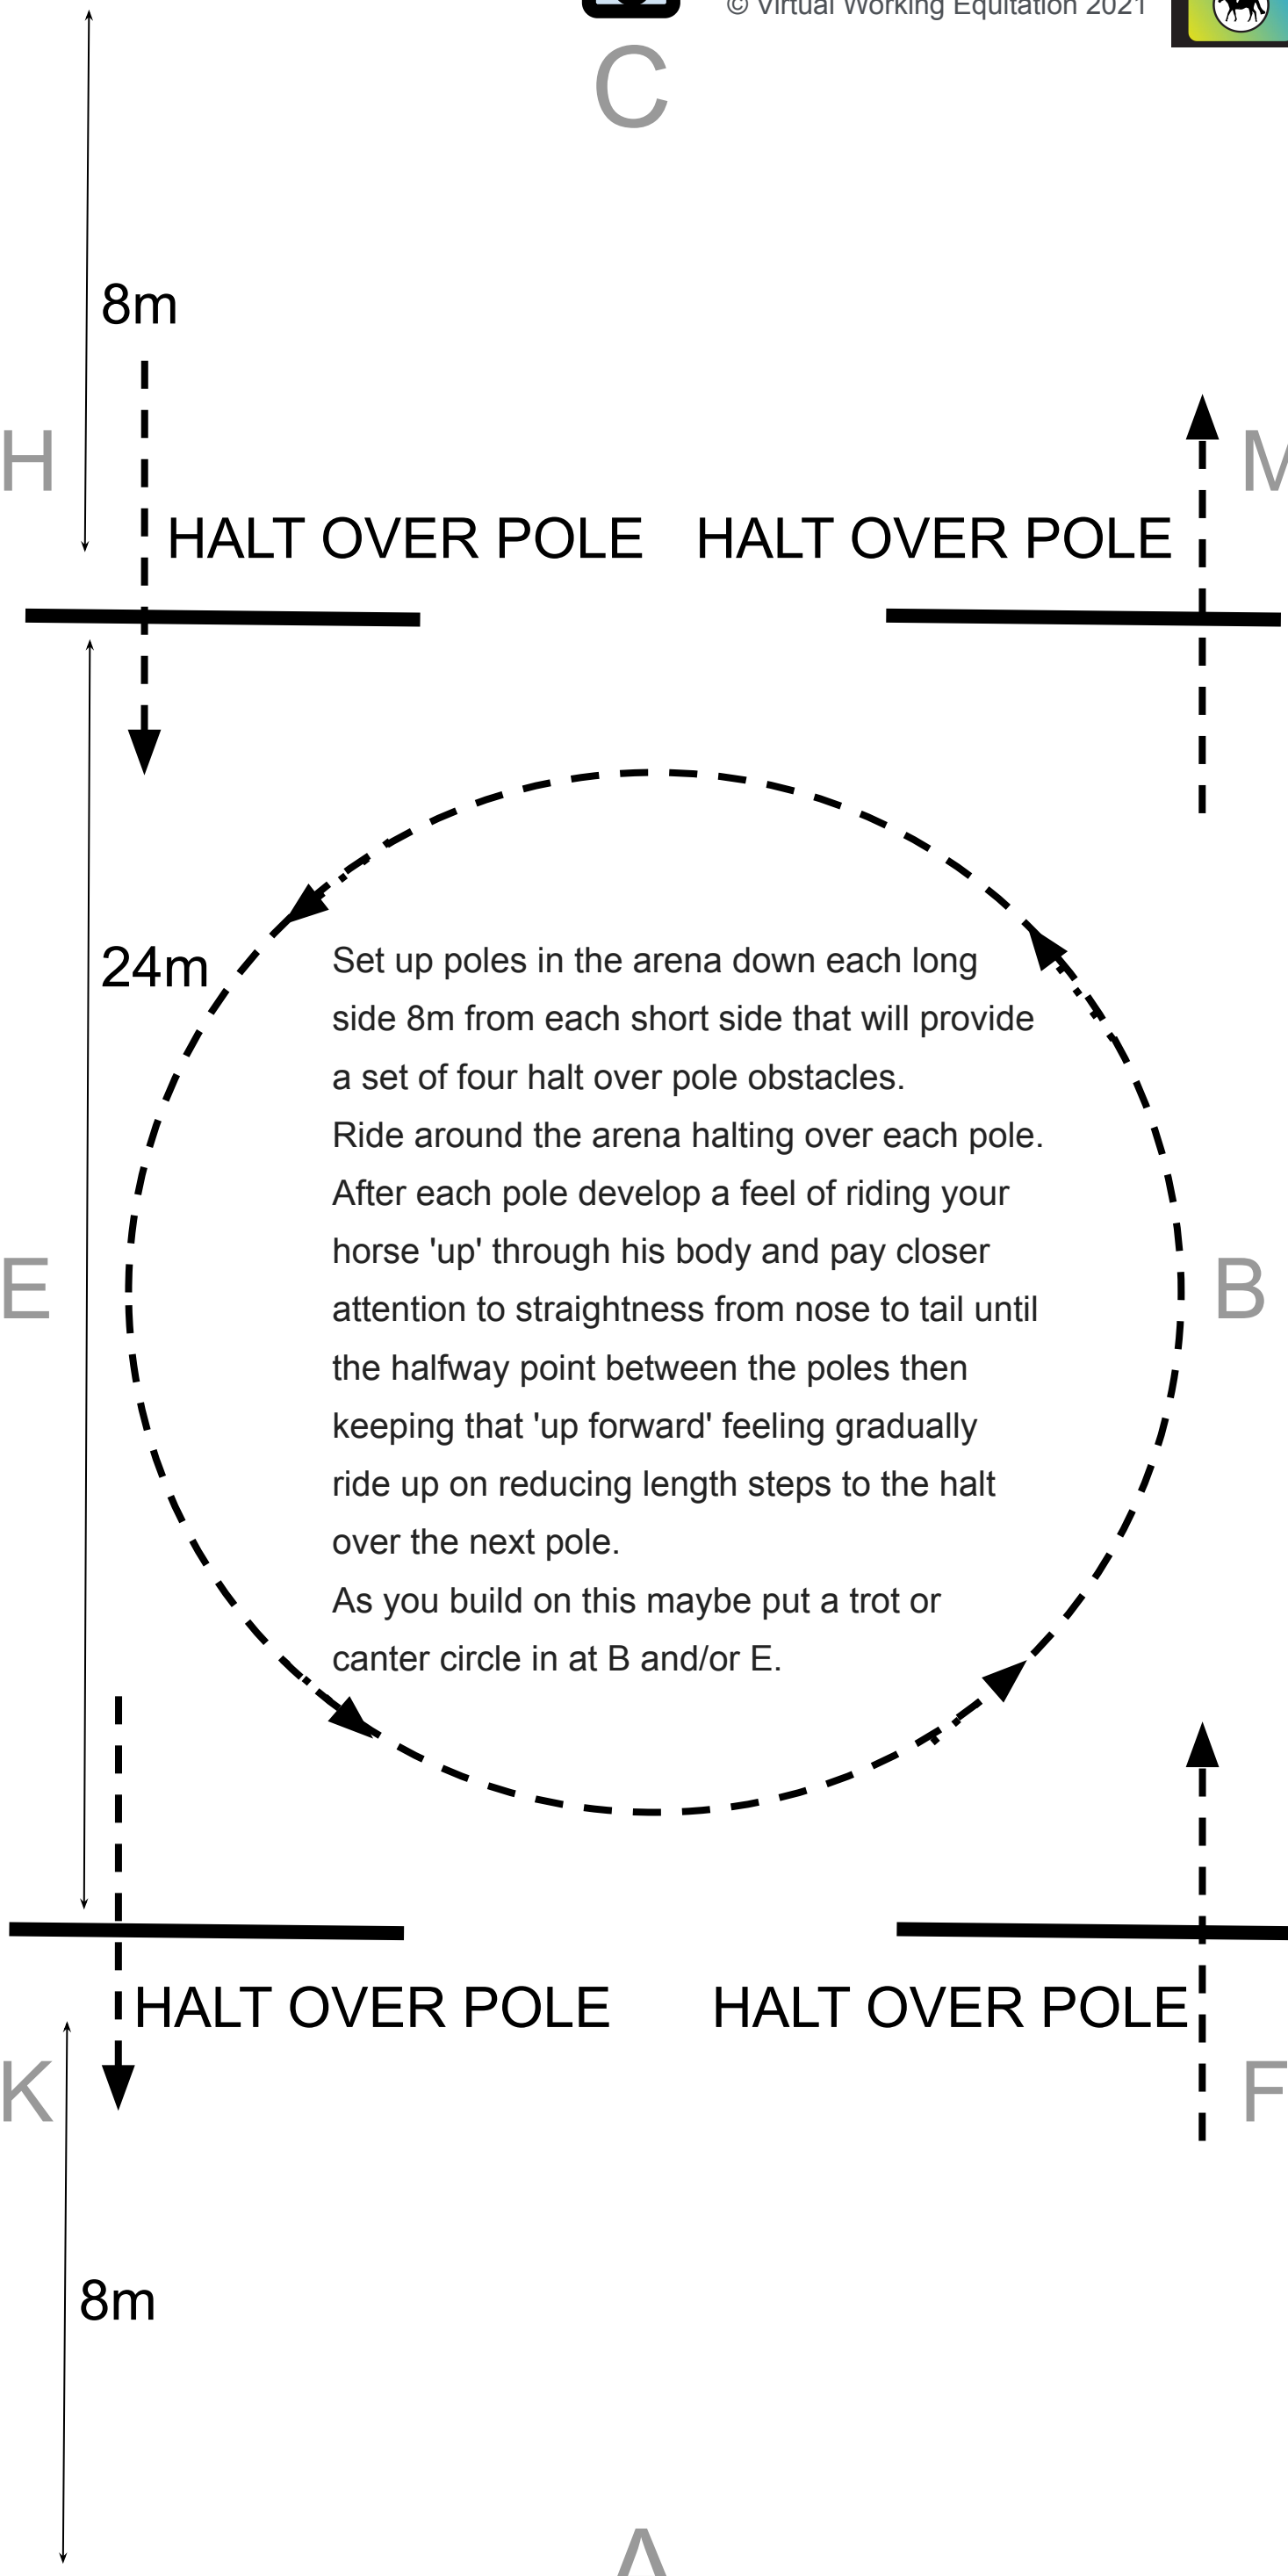 © Virtual Working Equitation 2021
C
8m
H
M
HALT OVER POLE
HALT OVER POLE
24m
Set up poles in the arena down each long
side 8m from each short side that will provide
a set of four halt over pole obstacles.
Ride around the arena halting over each pole.
After each pole develop a feel of riding your
horse 'up' through his body and pay closer
attention to straightness from nose to tail until
the halfway point between the poles then
keeping that 'up forward' feeling gradually
ride up on reducing length steps to the halt
over the next pole.
As you build on this maybe put a trot or
canter circle in at B and/or E.
E
B
HALT OVER POLE
HALT OVER POLE
K
F
8m
A